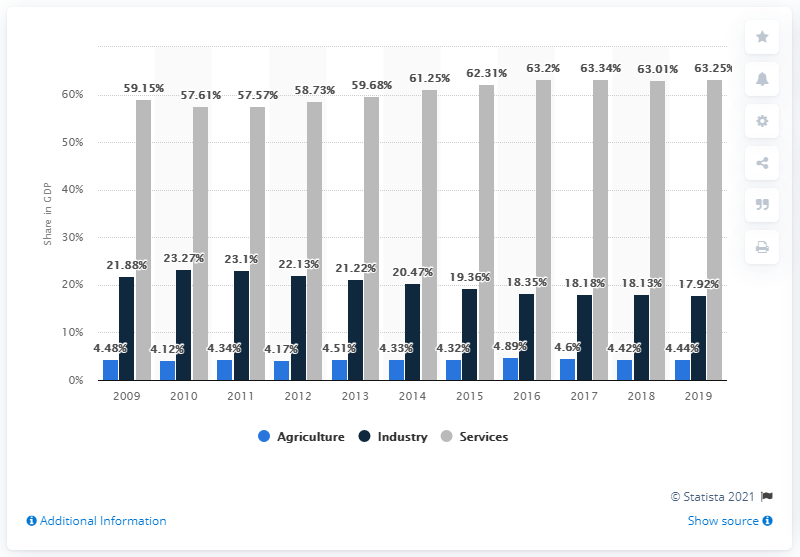 59.15% 57.61% 57.57% 58.73% 59.68% 61.25% 62.31% 63.2% 63.34% 63.01% 63.25%
60%
50%
40%
30%
20%
10%
0%
Share in GDP
21.88% 23.27% 23.1% 22.13% 21.22% 20.47% 19.36% 18.35% 18.18% 18.13% 17.92%
4.48% 4.12% 4.34% 4.17% 4.51% 4.33% 4.32% 4.89% 4.6% 4.42% 4.44%
2009 2010 2011 2012 2013 2014 2015 2016 2017 2018 2019
Agriculture Industry Services
© Statista 2021
Additional Information Show source